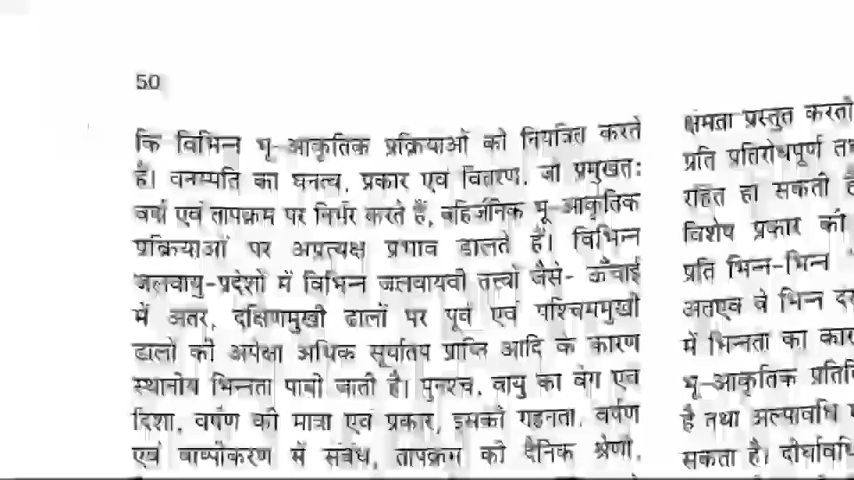 50
कि विभिन्न भू-आकृतिक प्रक्रियाओं को नियंत्रित करते
हैं। वनस्पति का घनत्व, प्रकार एवं वितरण, जो प्रमुखतः
वर्षा एवं तापक्रम पर निर्भर करते हैं, बहिर्जनिक भू-आकृतिक
प्रक्रियाओं पर अप्रत्यक्ष प्रभाव डालते हैं। विभिन्न
जलवायु-प्रदेशों में विभिन्न जलवायवी तत्त्वों जैसे- ऊँचाई
में अंतर, दक्षिणमुखी ढालों पर पूर्व एवं पश्चिममुखी
ढालों की अपेक्षा अधिक सूर्यातप प्राप्ति आदि के कारण
स्थानीय भिन्नता पायी जाती है। पुनश्च, वायु का वेग एवं
दिशा, वर्षण की मात्रा एवं प्रकार, इसकी गहनता, वर्षण
एवं वाष्पीकरण में संबंध, तापक्रम की दैनिक श्रेणी,
क्षमता प्रस्तुत करती
प्रति प्रतिरोधपूर्ण
रहित हो सकती
विशेष प्रकार की
प्रति भिन्न-भिन्न
अतएव वे भिन्न
में भिन्नता का
भू-आकृतिक
है तथा अल्पावधि
सकता है।